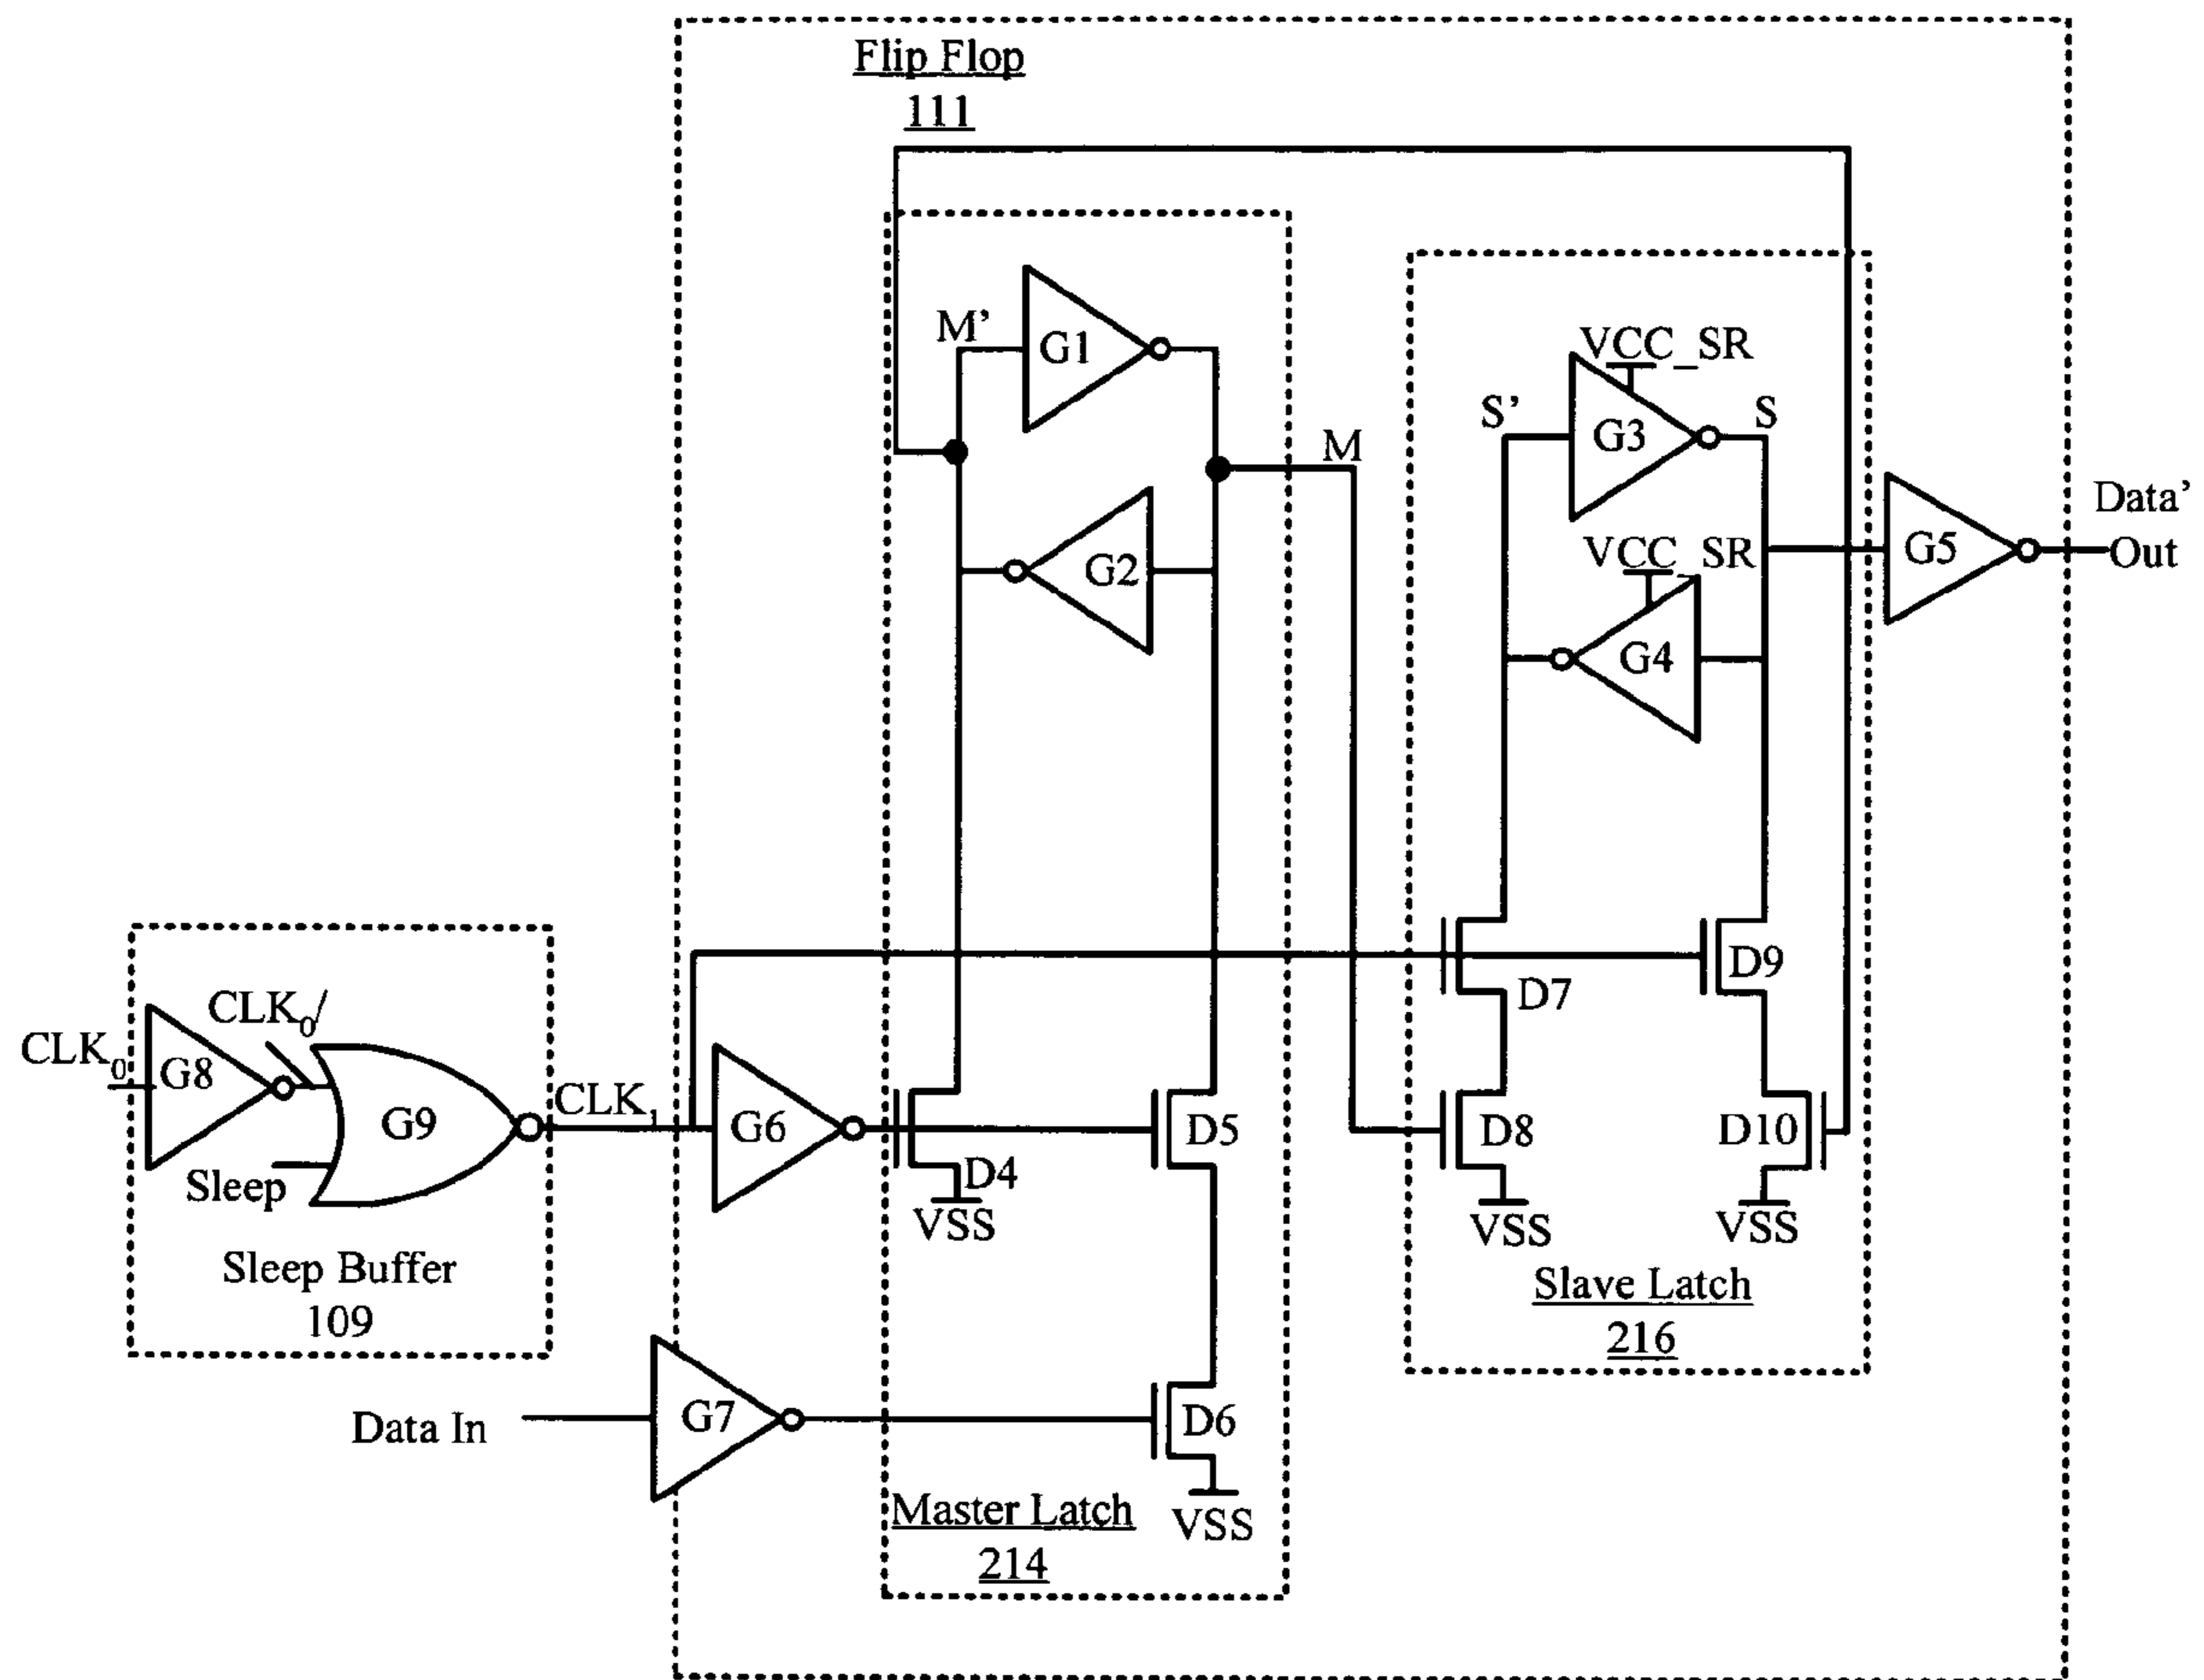 Flip Flop
111
M'
G1
G2
M
VCC_SR
S'
G3
S
VCC_SR
G4
G5
Data'
Out
CLK₀
G8
CLK₀/
G9
Sleep
CLK₁
Sleep Buffer
109
G6
D4
VSS
D5
D7
D9
D8
VSS
D10
VSS
Slave Latch
216
Data In
G7
D6
VSS
Master Latch
214